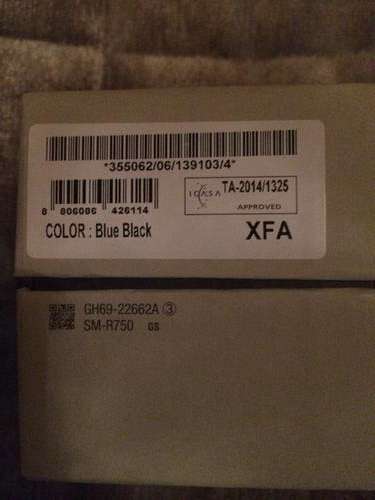 *355062/06/139103/4*
ICASA TA-2014/1325
APPROVED
8 806086 426114
COLOR : Blue Black XFA
GH69-22662A ③
SM-R750 GS